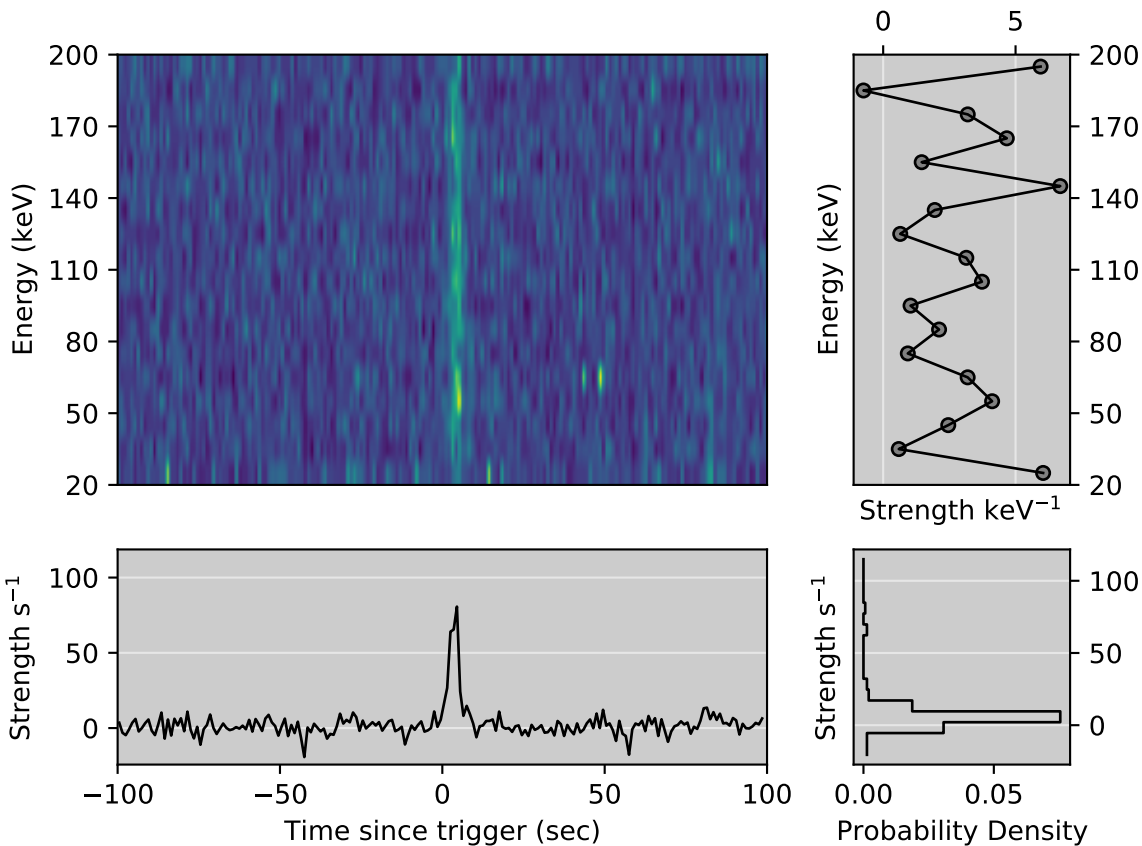 0 5
200 200
170 170
140 140
110 110
80 80
50 50
20 20
Energy (keV)
Energy (keV)
Strength keV⁻¹
100 100
50 50
0 0
Strength s⁻¹
Strength s⁻¹
−100 −50 0 50 100 0.00 0.05
Time since trigger (sec) Probability Density